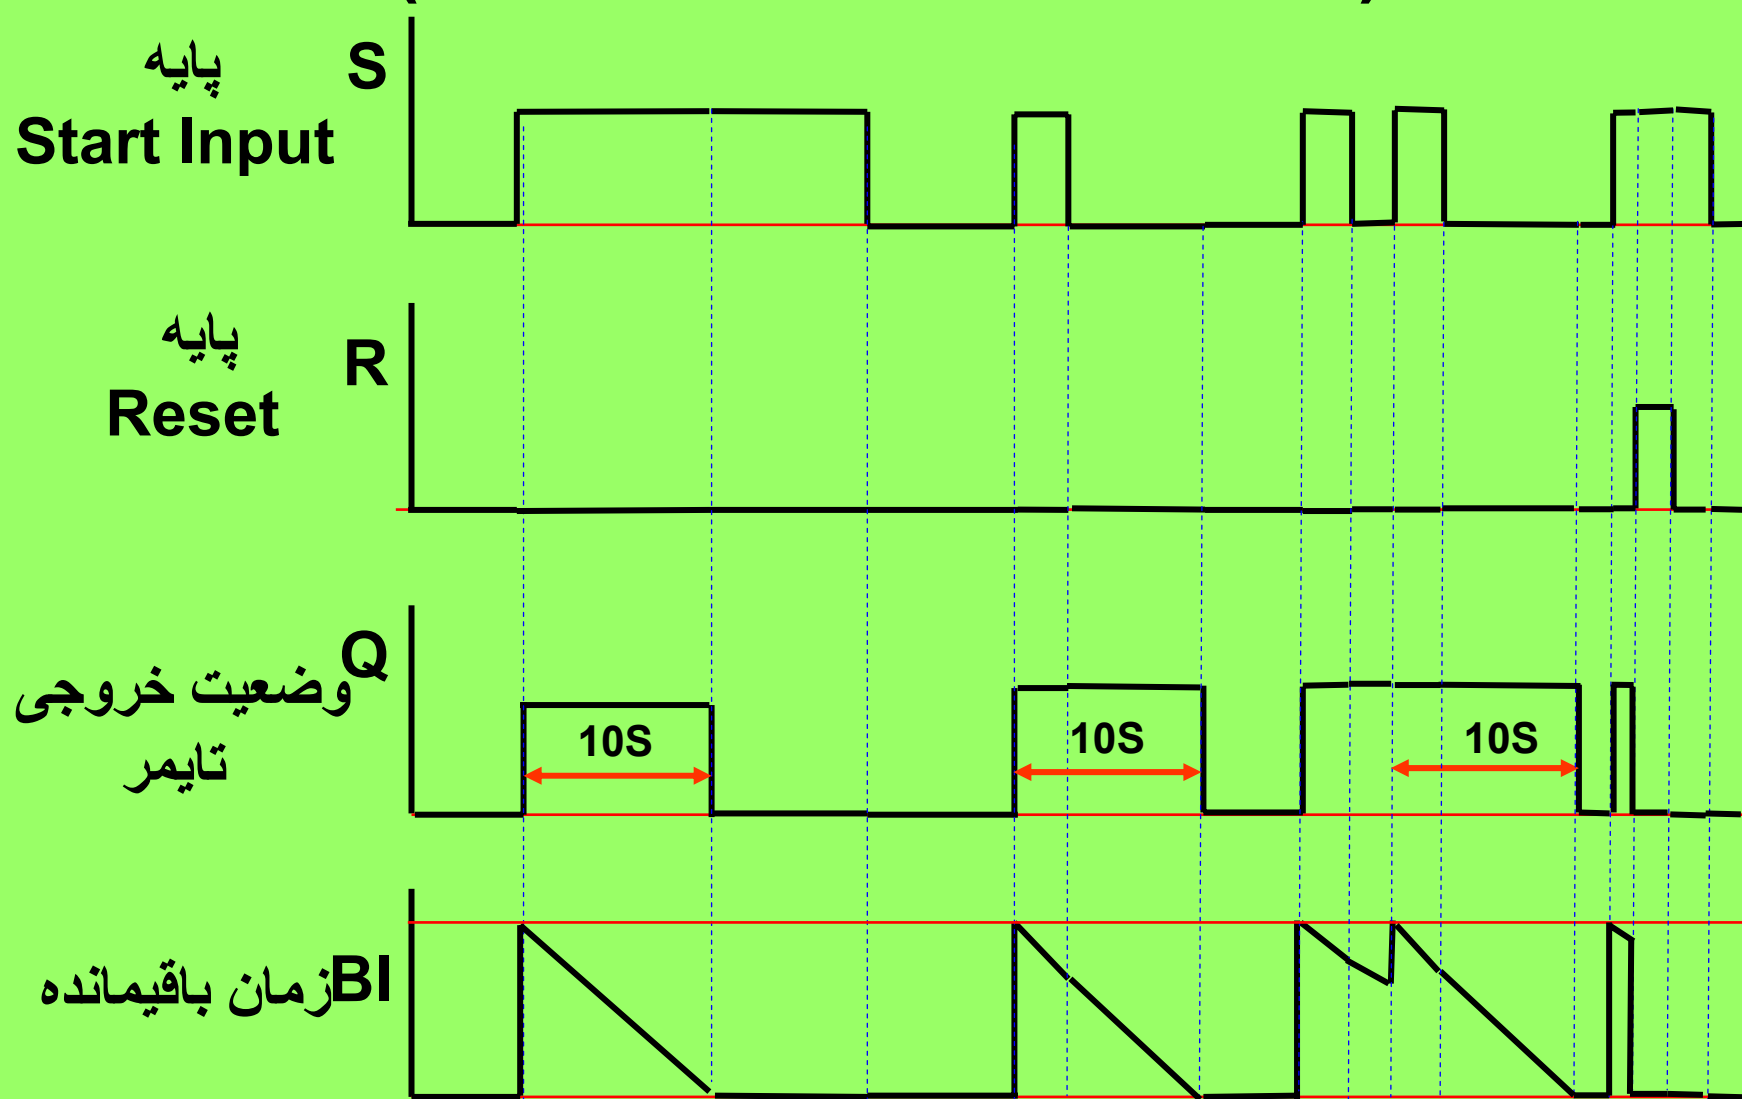 پایه
S
Start Input
پایه
R
Reset
Q
وضعیت خروجی
تایمر
10S
10S
10S
زمان باقیمانده
BI